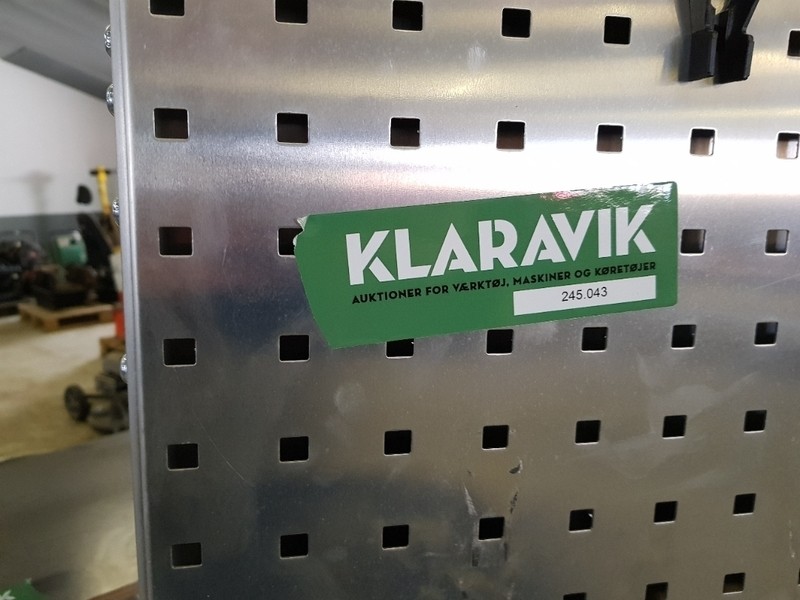 KLARAVIK
AUKTIONER FOR VÆRKTØJ, MASKINER OG KØRETØJER
245.043